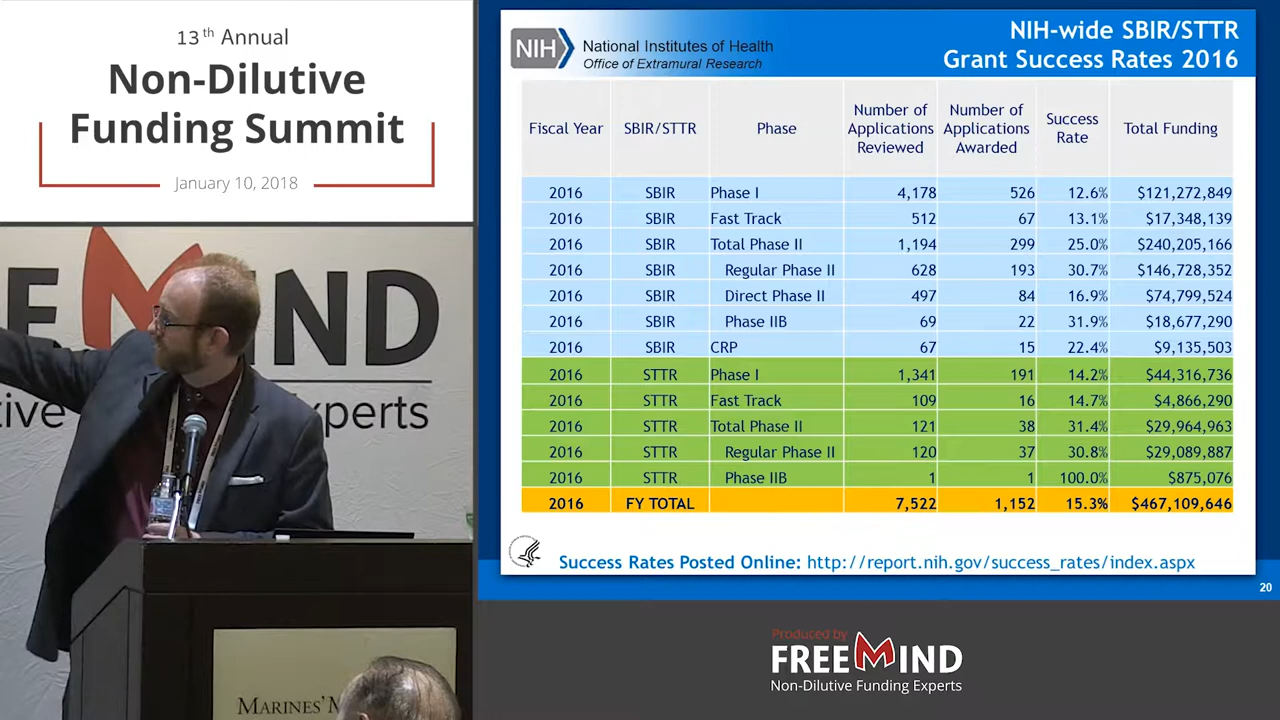 13th Annual
Non-Dilutive
Funding Summit
January 10, 2018
NIH
National Institutes of Health
Office of Extramural Research
NIH-wide SBIR/STTR
Grant Success Rates 2016
Fiscal Year SBIR/STTR Phase Number of Applications Reviewed Number of Applications Awarded Success Rate Total Funding
2016 SBIR Phase I 4,178 526 12.6% $121,272,849
2016 SBIR Fast Track 512 67 13.1% $17,348,139
2016 SBIR Total Phase II 1,194 299 25.0% $240,205,166
2016 SBIR Regular Phase II 628 193 30.7% $146,728,352
2016 SBIR Direct Phase II 497 84 16.9% $74,799,524
2016 SBIR Phase IIB 69 22 31.9% $18,677,290
2016 SBIR CRP 67 15 22.4% $9,135,503
2016 STTR Phase I 1,341 191 14.2% $44,316,736
2016 STTR Fast Track 109 16 14.7% $4,866,290
2016 STTR Total Phase II 121 38 31.4% $29,964,963
2016 STTR Regular Phase II 120 37 30.8% $29,089,887
2016 STTR Phase IIB 1 1 100.0% $875,076
2016 FY TOTAL 7,522 1,152 15.3% $467,109,646
Success Rates Posted Online: http://report.nih.gov/success_rates/index.aspx
20
Produced by
FREEMIND
Non-Dilutive Funding Experts
MARINES'